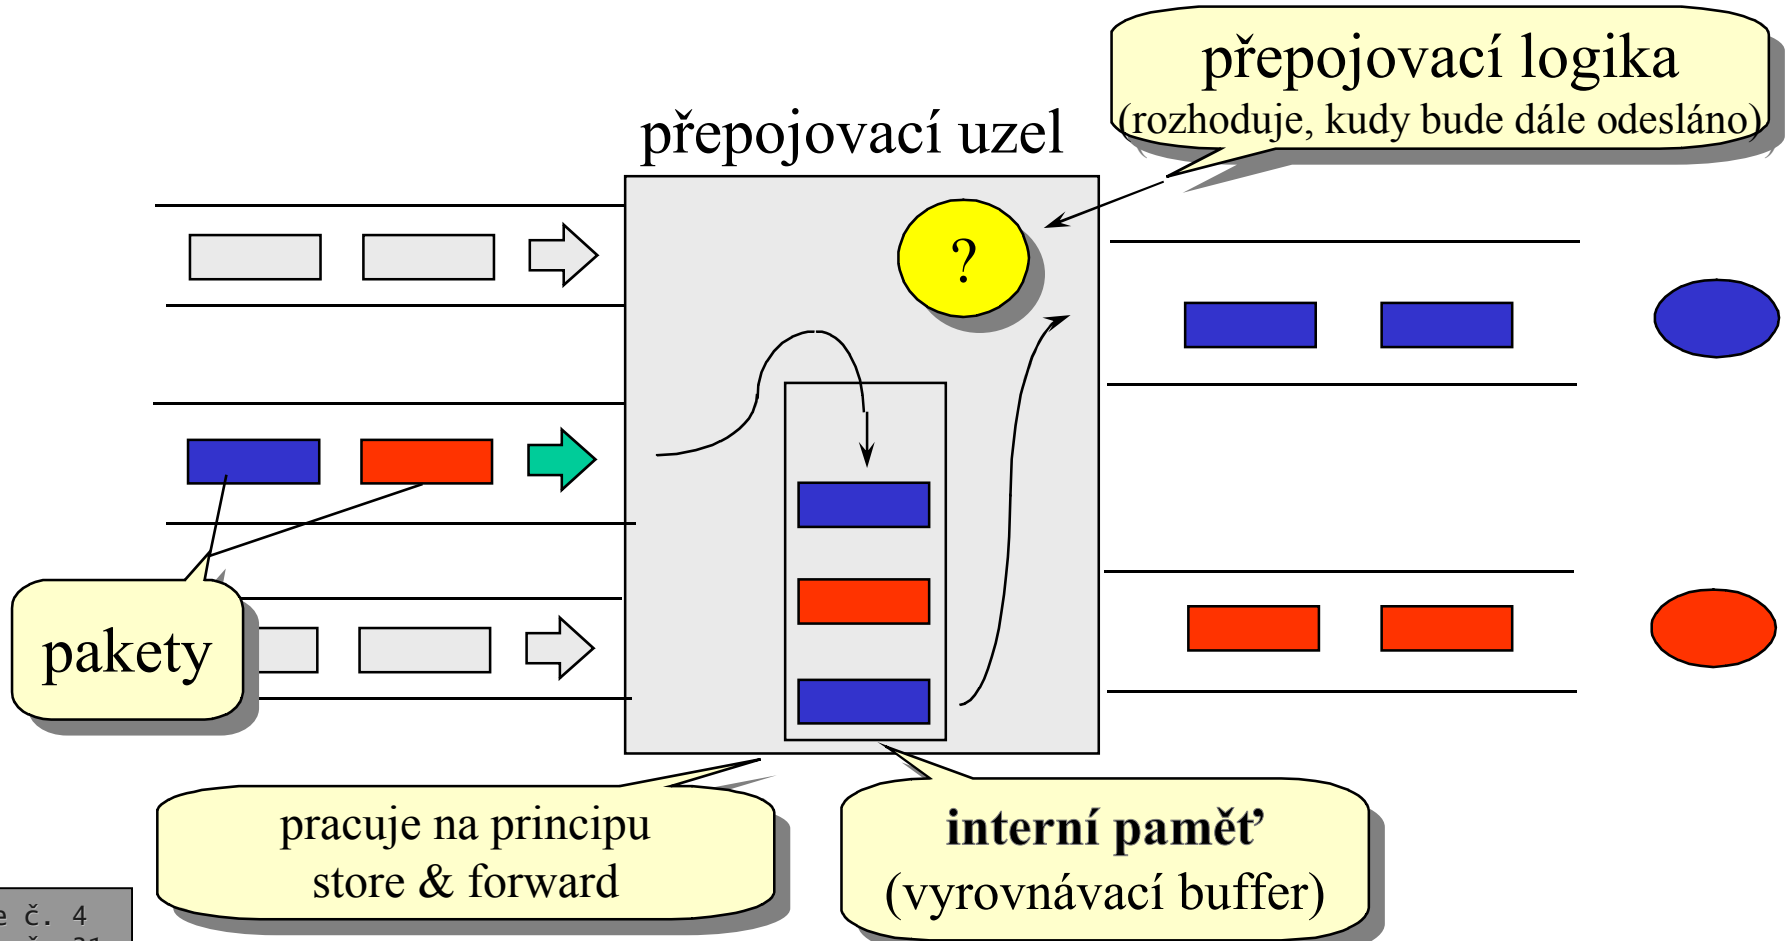 přepojovací logika
(rozhoduje, kudy bude dále odesláno)
přepojovací uzel
?
pakety
pracuje na principu
store & forward
interní paměť
(vyrovnávací buffer)
č. 4